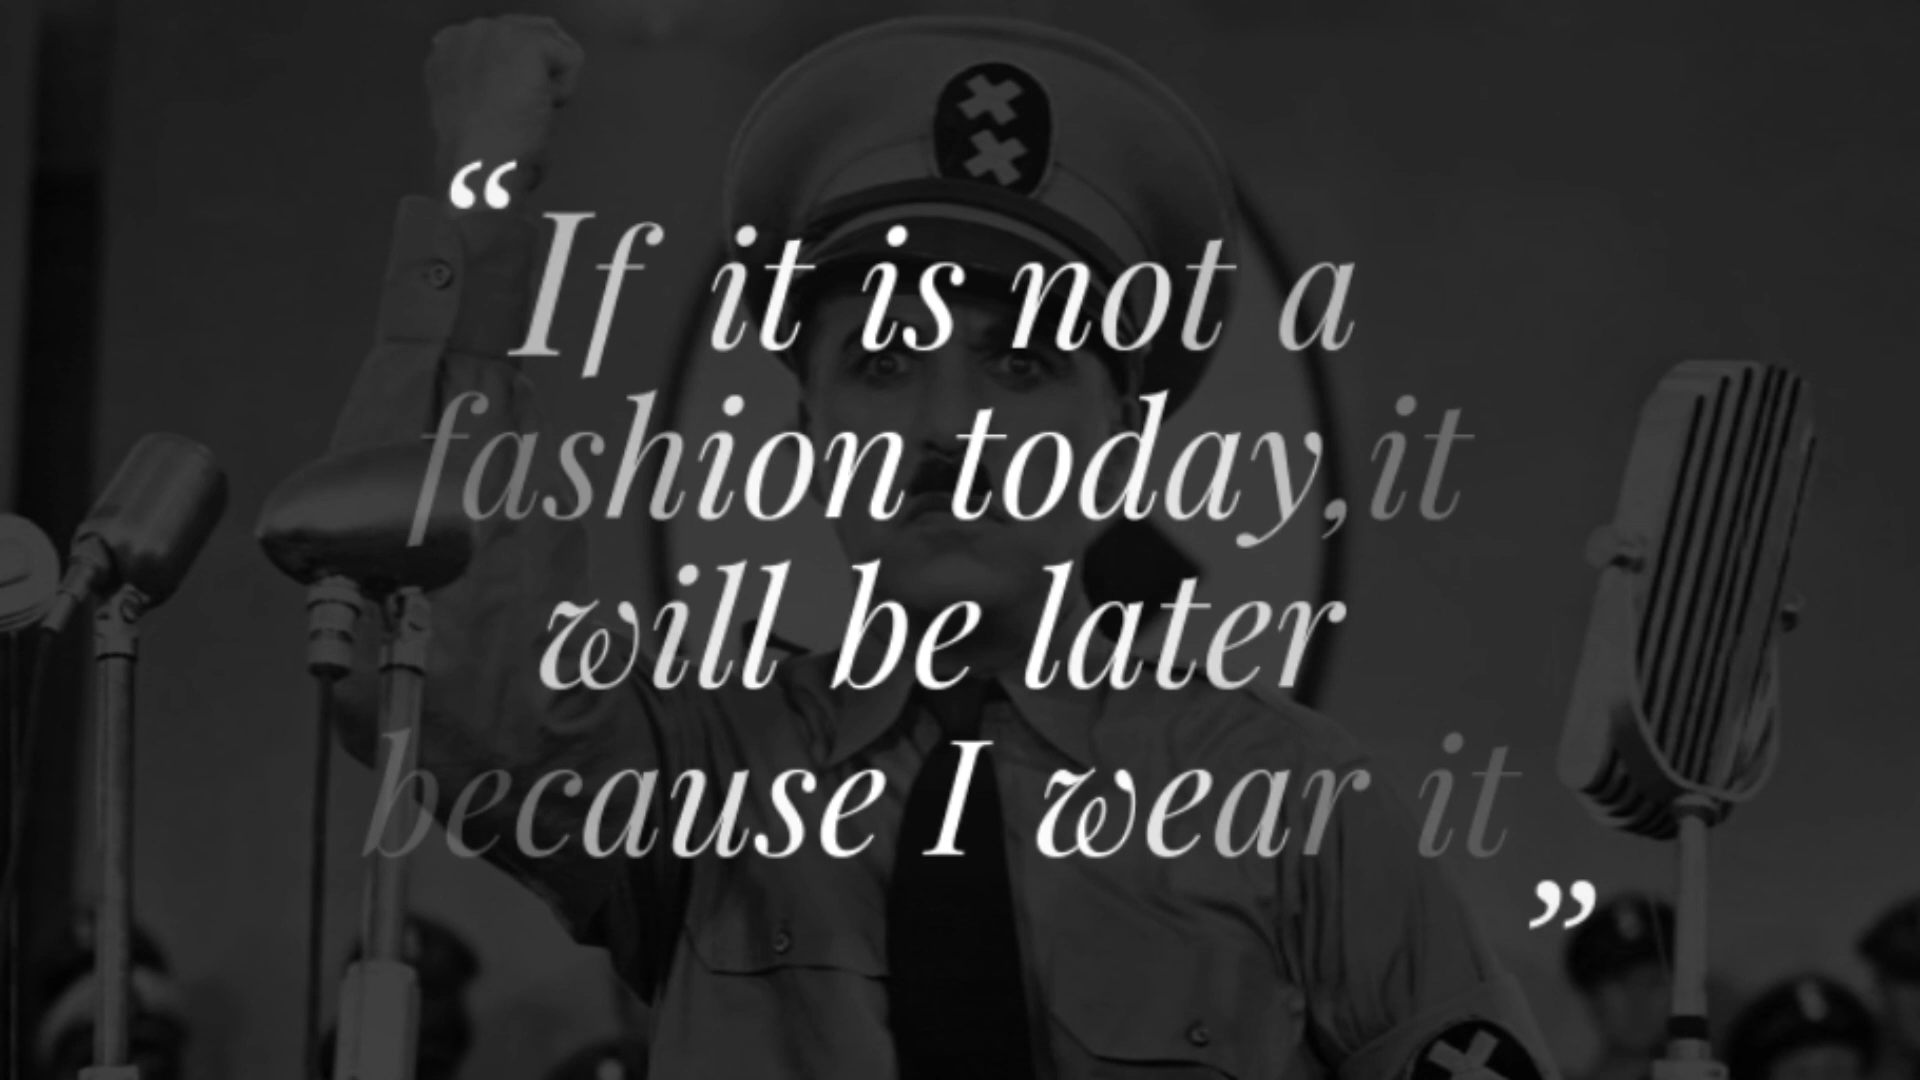 “If it is not a
fashion today,it
will be later
because I wear it”